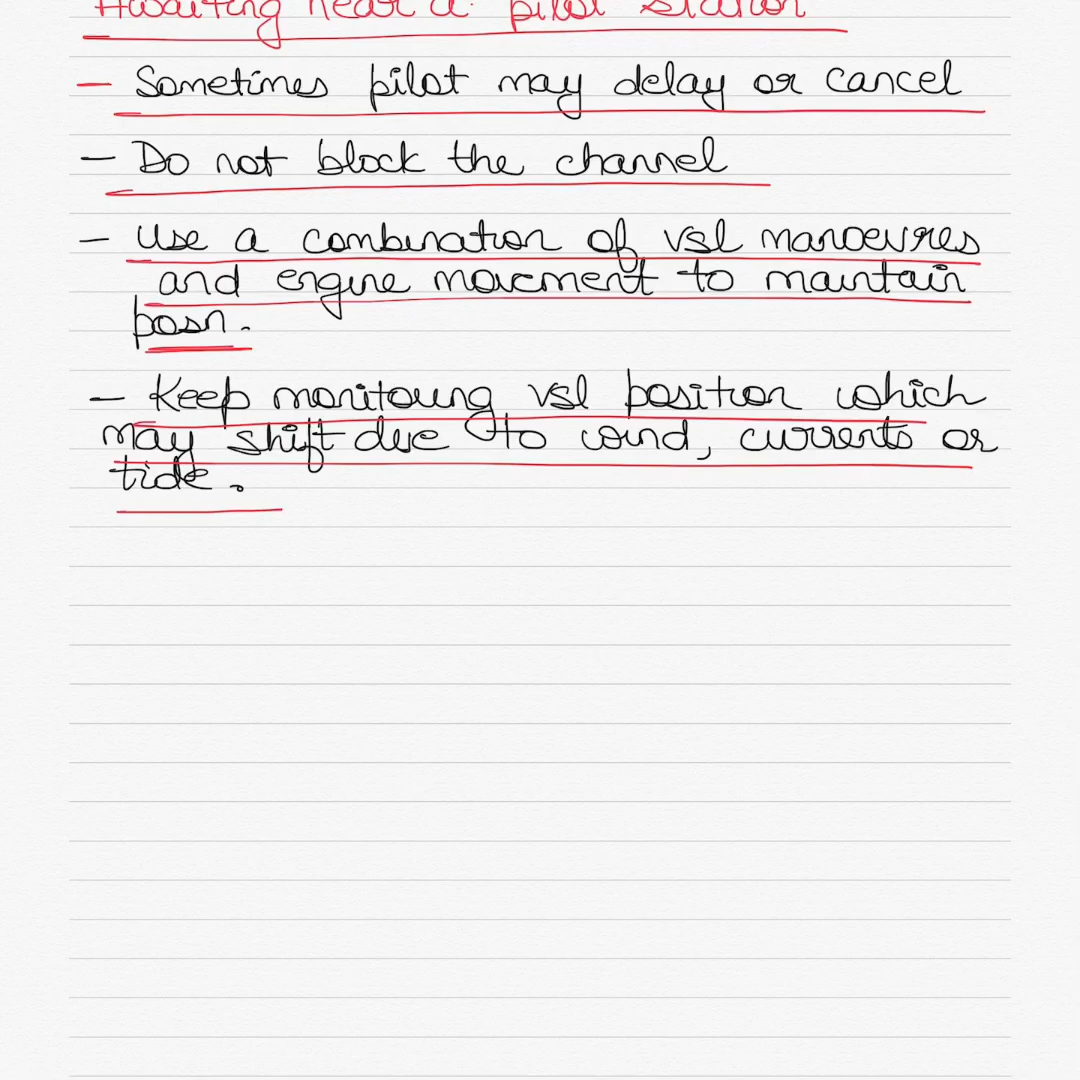 Awaiting near a pilot station
- Sometimes pilot may delay or cancel
- Do not block the channel
- Use a combination of vsl manoevres
and engine movement to maintain
posn.
- Keep monitoring vsl position which
may shift due to wind, currents or
tide.